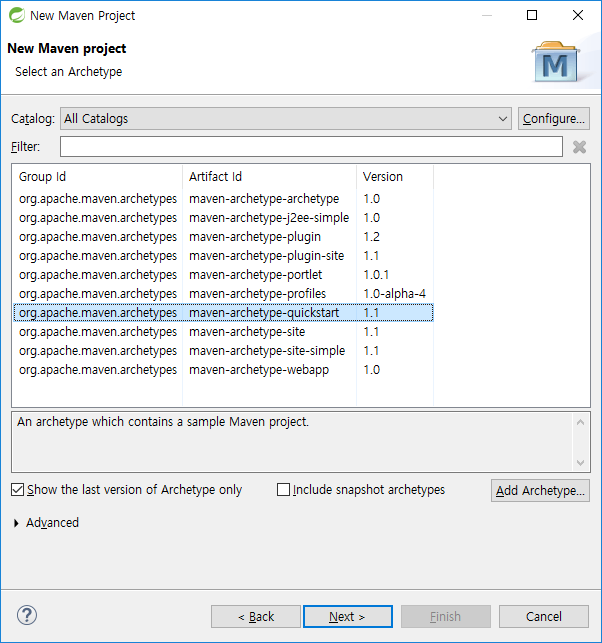 New Maven Project
New Maven project
Select an Archetype
M
Catalog: All Catalogs Configure...
Filter:
Group Id Artifact Id Version
org.apache.maven.archetypes maven-archetype-archetype 1.0
org.apache.maven.archetypes maven-archetype-j2ee-simple 1.0
org.apache.maven.archetypes maven-archetype-plugin 1.2
org.apache.maven.archetypes maven-archetype-plugin-site 1.1
org.apache.maven.archetypes maven-archetype-portlet 1.0.1
org.apache.maven.archetypes maven-archetype-profiles 1.0-alpha-4
org.apache.maven.archetypes maven-archetype-quickstart 1.1
org.apache.maven.archetypes maven-archetype-site 1.1
org.apache.maven.archetypes maven-archetype-site-simple 1.1
org.apache.maven.archetypes maven-archetype-webapp 1.0
An archetype which contains a sample Maven project.
Show the last version of Archetype only Include snapshot archetypes Add Archetype...
Advanced
? < Back Next > Finish Cancel